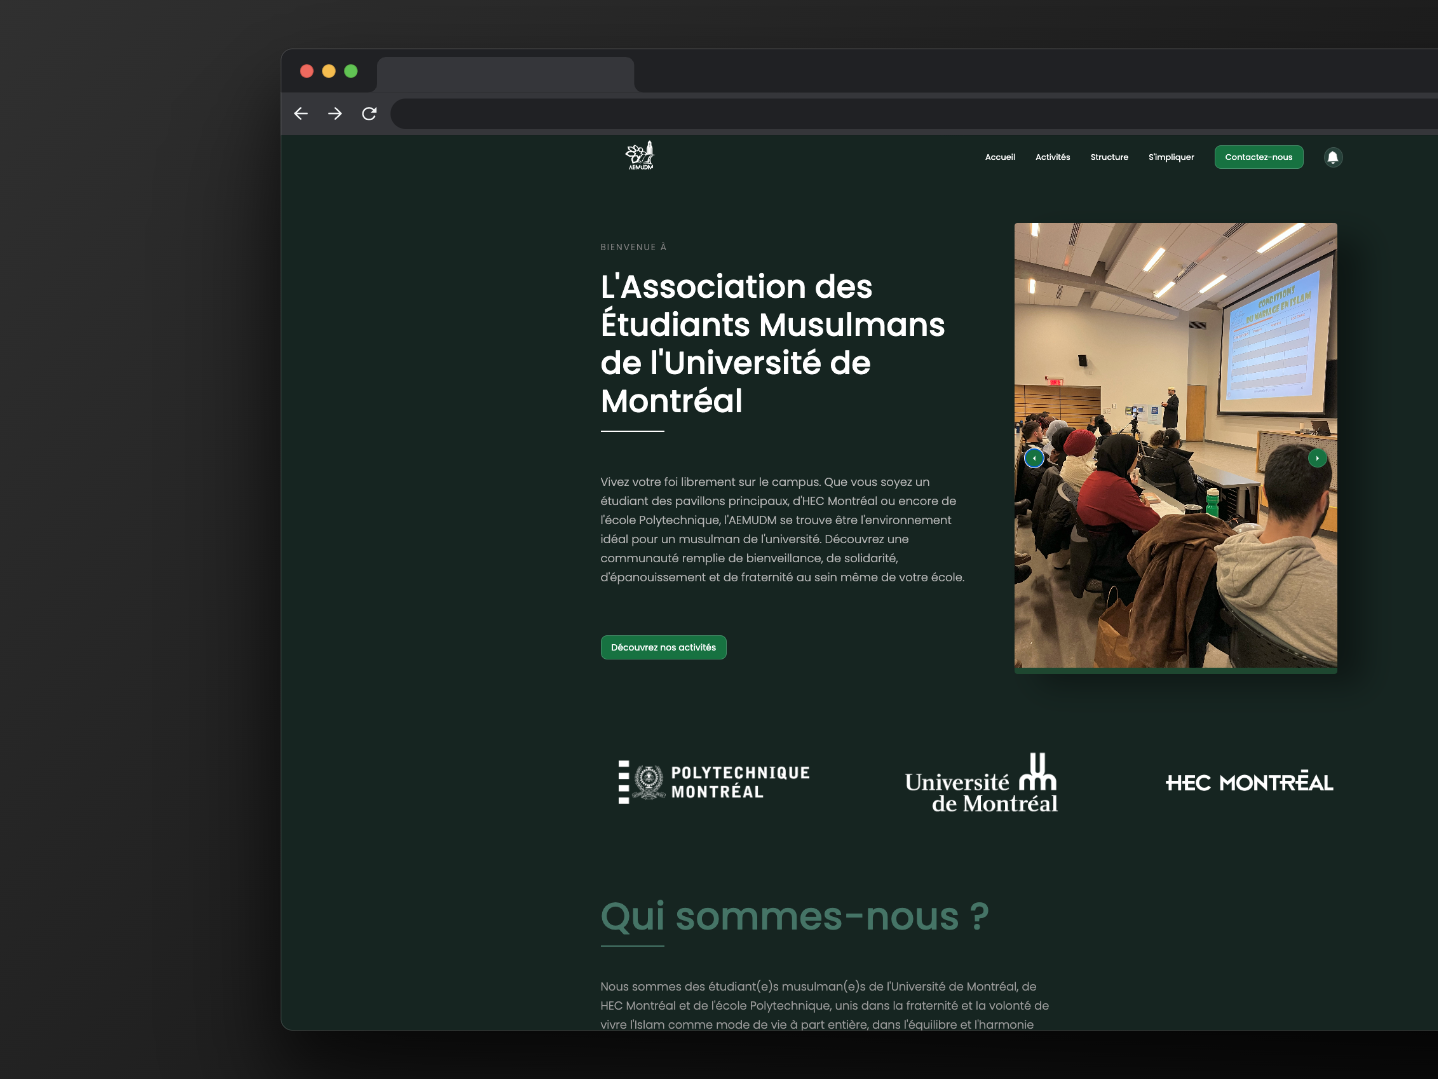 AEMUDM
Accueil
Activités
Structure
S'impliquer
Contactez-nous
BIENVENUE À
L'Association des
Étudiants Musulmans
de l'Université de
Montréal
CONDITIONS
DU MARIAGE EN ISLAM
Vivez votre foi librement sur le campus. Que vous soyez un
étudiant des pavillons principaux, d'HEC Montréal ou encore de
l'école Polytechnique, l'AEMUDM se trouve être l'environnement
idéal pour un musulman de l'université. Découvrez une
communauté remplie de bienveillance, de solidarité,
d'épanouissement et de fraternité au sein même de votre école.
Découvrez nos activités
POLYTECHNIQUE
MONTRÉAL
Université
de Montréal
HEC MONTRĒAL
Qui sommes-nous ?
Nous sommes des étudiant(e)s musulman(e)s de l'Université de Montréal, de
HEC Montréal et de l'école Polytechnique, unis dans la fraternité et la volonté de
vivre l'Islam comme mode de vie à part entière, dans l'équilibre et l'harmonie